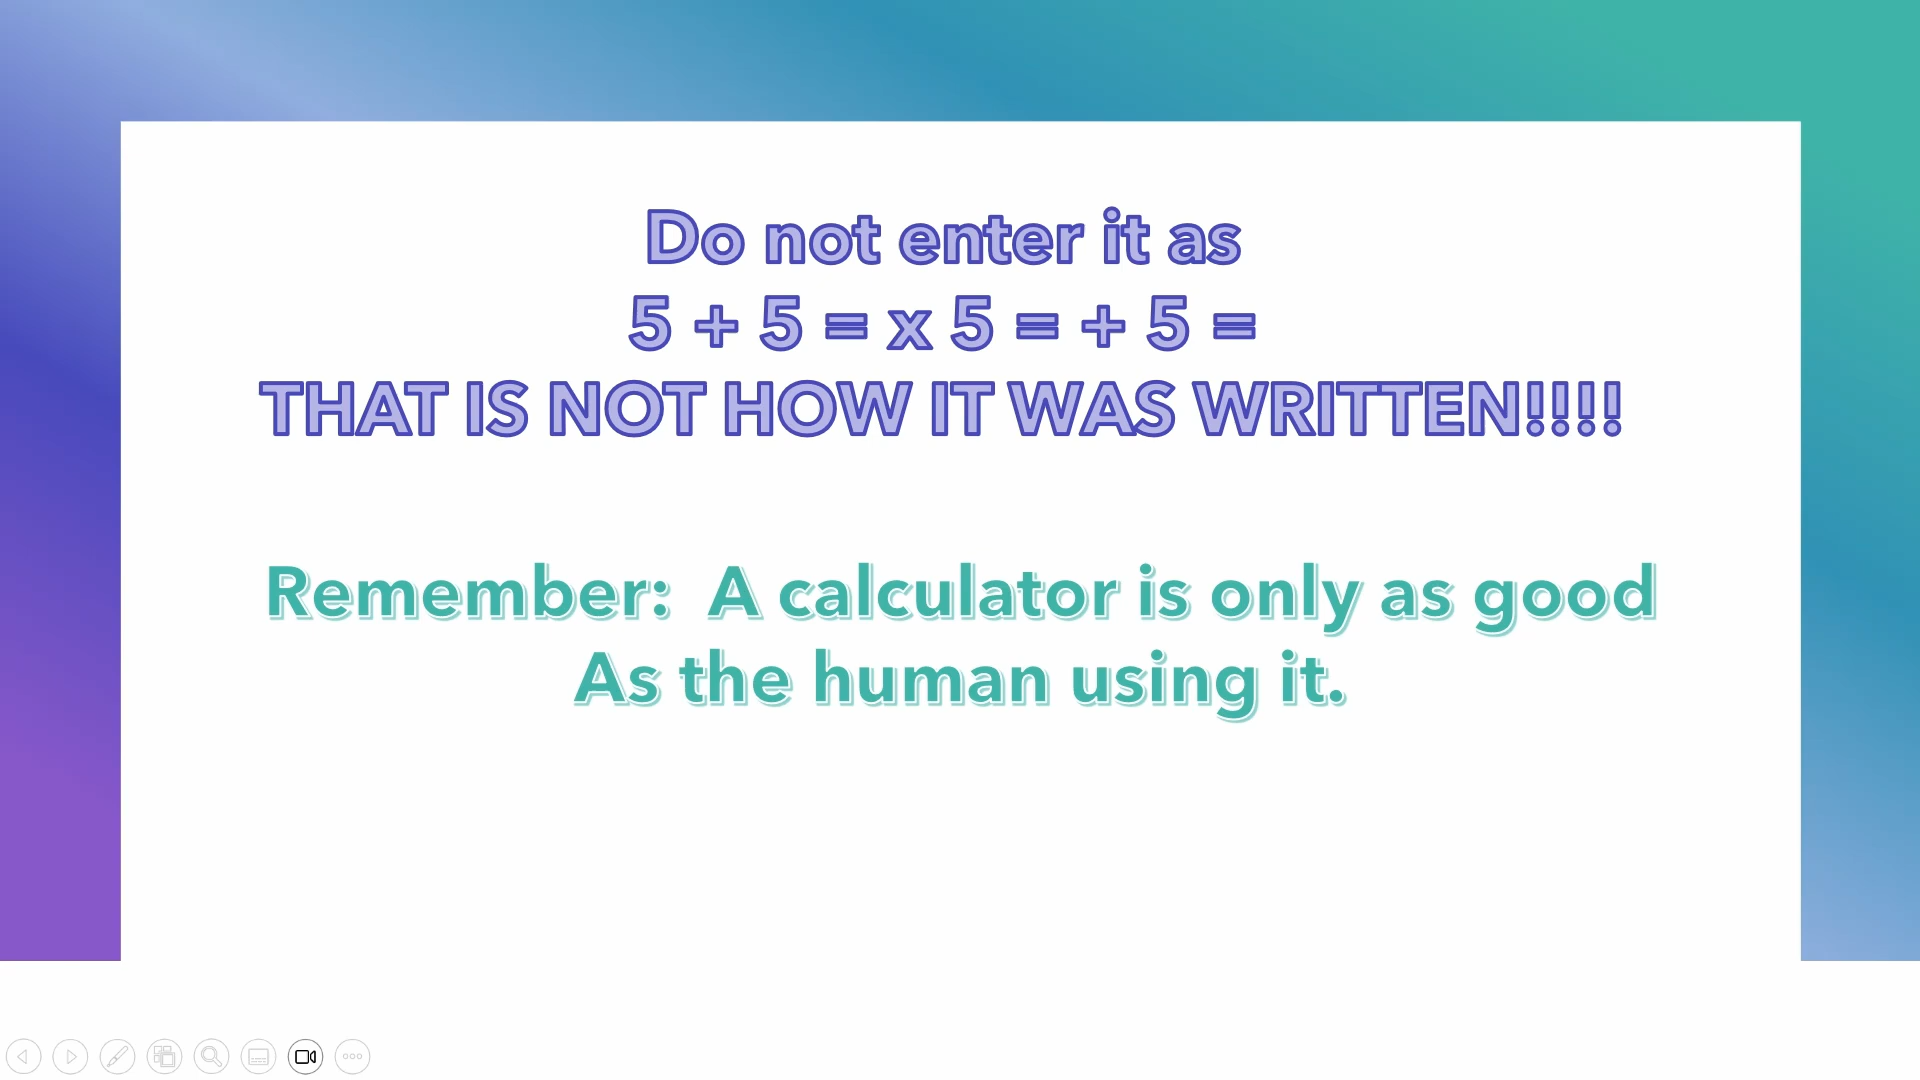 Do not enter it as
5 + 5 = x 5 = + 5 =
THAT IS NOT HOW IT WAS WRITTEN!!!!
Remember:  A calculator is only as good
As the human using it.